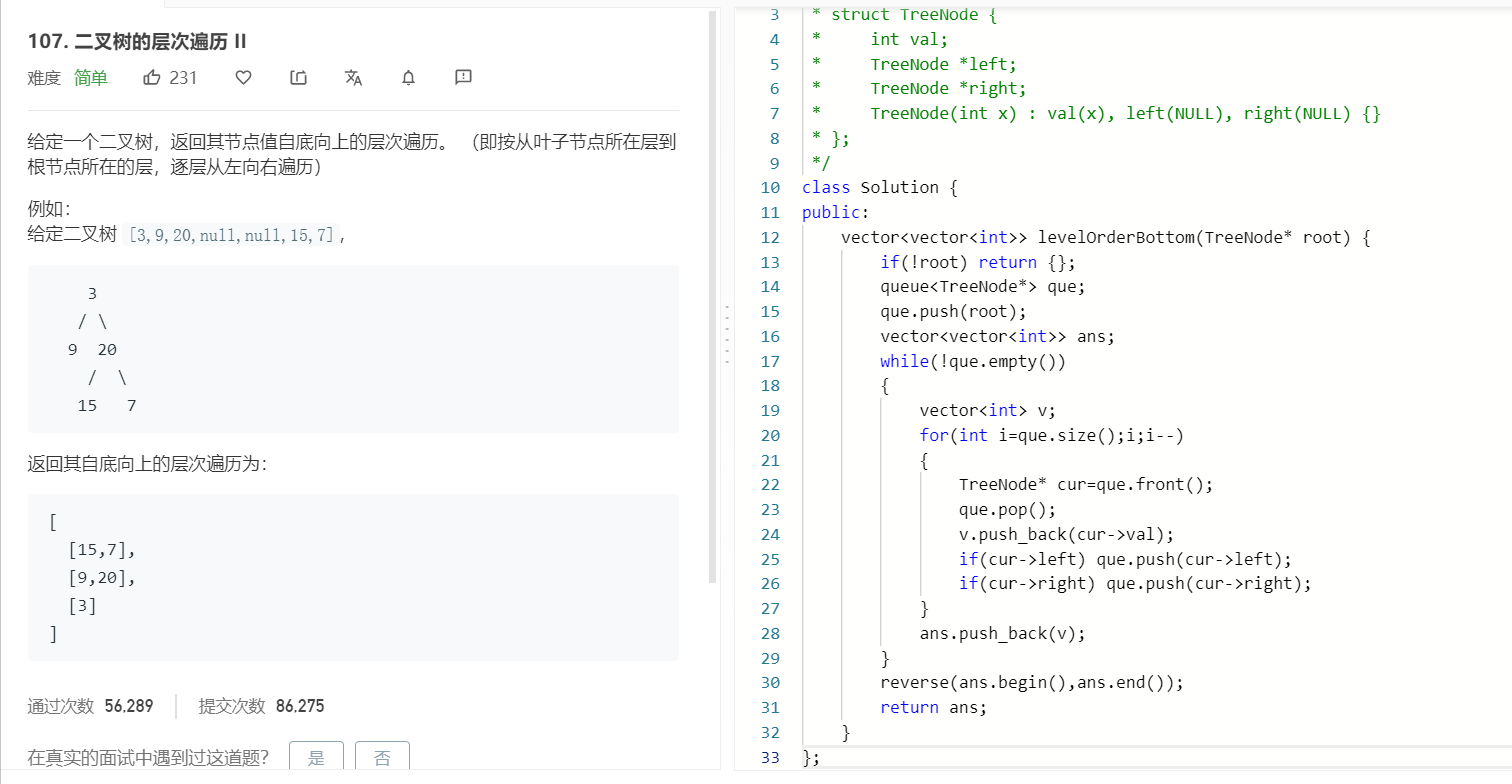 107. 二叉树的层次遍历 II
难度 简单 231
给定一个二叉树，返回其节点值自底向上的层次遍历。 （即按从叶子节点所在层到
根节点所在的层，逐层从左向右遍历）
例如：
给定二叉树 [3,9,20,null,null,15,7],
3
/ \
9 20
/ \
15 7
返回其自底向上的层次遍历为：
[
[15,7],
[9,20],
[3]
]
通过次数 56,289 提交次数 86,275
在真实的面试中遇到过这道题? 是 否
3 * struct TreeNode {
4 *     int val;
5 *     TreeNode *left;
6 *     TreeNode *right;
7 *     TreeNode(int x) : val(x), left(NULL), right(NULL) {}
8 * };
9 */
10 class Solution {
11 public:
12     vector<vector<int>> levelOrderBottom(TreeNode* root) {
13         if(!root) return {};
14         queue<TreeNode*> que;
15         que.push(root);
16         vector<vector<int>> ans;
17         while(!que.empty())
18         {
19             vector<int> v;
20             for(int i=que.size();i;i--)
21             {
22                 TreeNode* cur=que.front();
23                 que.pop();
24                 v.push_back(cur->val);
25                 if(cur->left) que.push(cur->left);
26                 if(cur->right) que.push(cur->right);
27             }
28             ans.push_back(v);
29         }
30         reverse(ans.begin(),ans.end());
31         return ans;
32     }
33 };